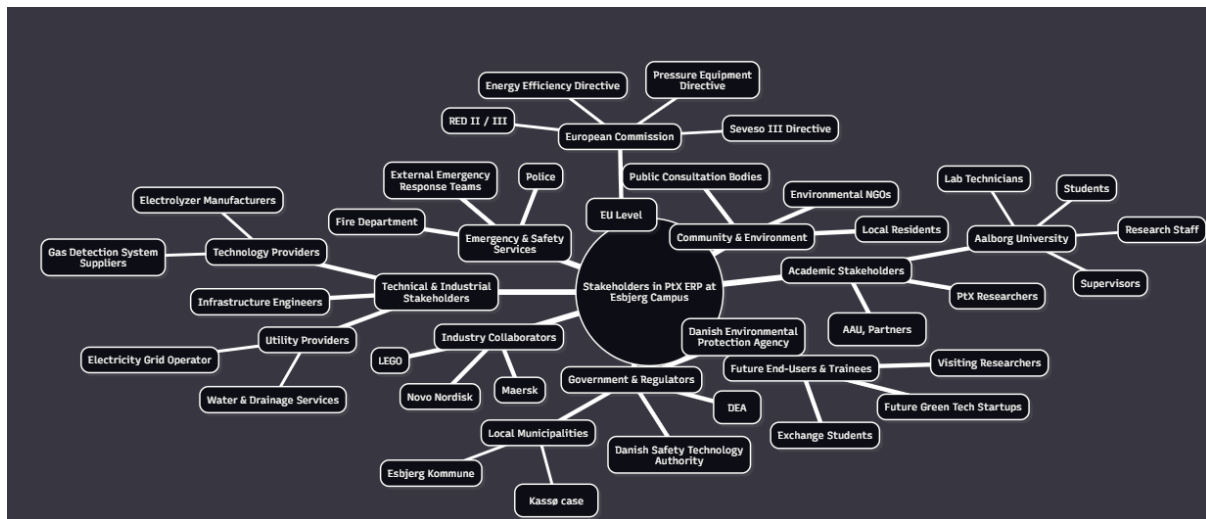 Energy Efficiency Directive
Pressure Equipment
Directive
RED II / III
European Commission
Seveso III Directive
External Emergency
Response Teams
Police
Public Consultation Bodies
Environmental NGOs
Lab Technicians
Students
Electrolyzer Manufacturers
Fire Department
EU Level
Emergency & Safety
Services
Community & Environment
Local Residents
Aalborg University
Research Staff
Gas Detection System
Suppliers
Technology Providers
Academic Stakeholders
Supervisors
Technical & Industrial
Stakeholders
Stakeholders in PtX ERP at
Esbjerg Campus
PtX Researchers
Infrastructure Engineers
AAU, Partners
Utility Providers
Industry Collaborators
Danish Environmental
Protection Agency
Electricity Grid Operator
LEGO
Visiting Researchers
Future End-Users & Trainees
Government & Regulators
Novo Nordisk
Maersk
Water & Drainage Services
DEA
Future Green Tech Startups
Local Municipalities
Exchange Students
Danish Safety Technology
Authority
Esbjerg Kommune
Kassø case